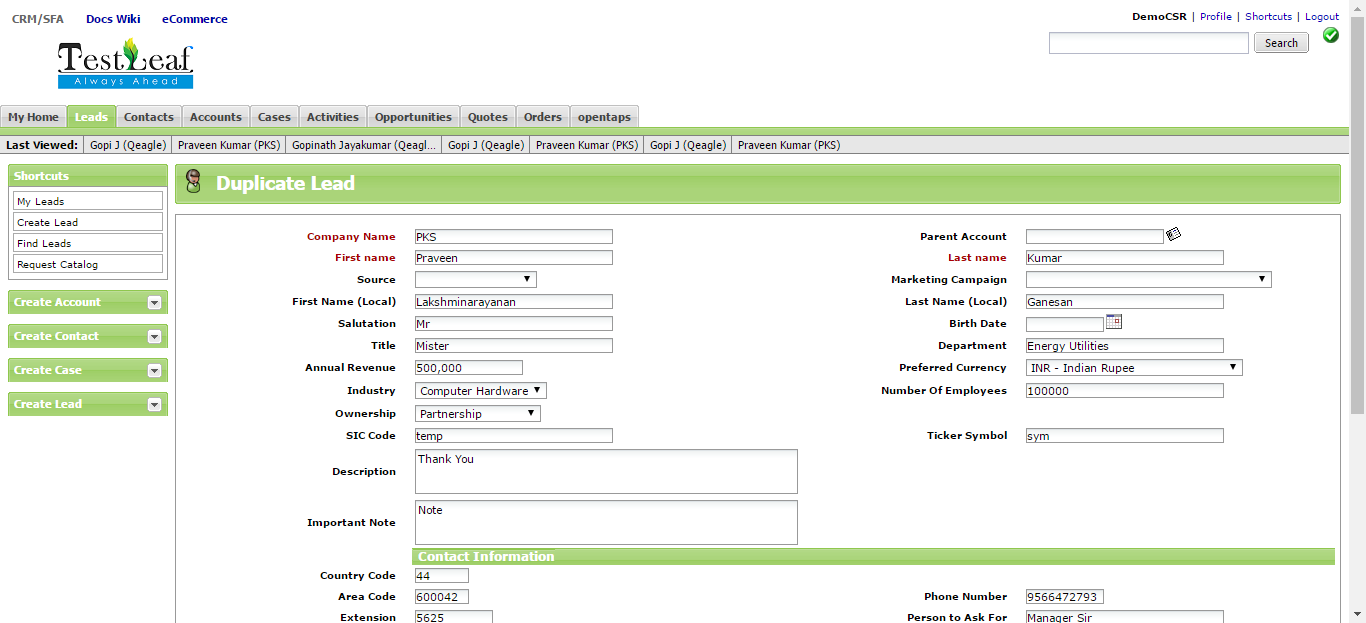 CRM/SFA Docs Wiki eCommerce
DemoCSR | Profile | Shortcuts | Logout
Search
TestLeaf
Always Ahead
My Home Leads Contacts Accounts Cases Activities Opportunities Quotes Orders opentaps
Last Viewed: Gopi J (Qeagle) Praveen Kumar (PKS) Gopinath Jayakumar (Qeagl... Gopi J (Qeagle) Praveen Kumar (PKS) Gopi J (Qeagle) Praveen Kumar (PKS)
Shortcuts
My Leads
Create Lead
Find Leads
Request Catalog
Create Account
Create Contact
Create Case
Create Lead
Duplicate Lead
Company Name PKS Parent Account
First name Praveen Last name Kumar
Source Marketing Campaign
First Name (Local) Lakshminarayanan Last Name (Local) Ganesan
Salutation Mr Birth Date
Title Mister Department Energy Utilities
Annual Revenue 500,000 Preferred Currency INR - Indian Rupee
Industry Computer Hardware Number Of Employees 100000
Ownership Partnership
SIC Code temp Ticker Symbol sym
Description Thank You
Important Note Note
Contact Information
Country Code 44
Area Code 600042 Phone Number 9566472793
Extension 5625 Person to Ask For Manager Sir